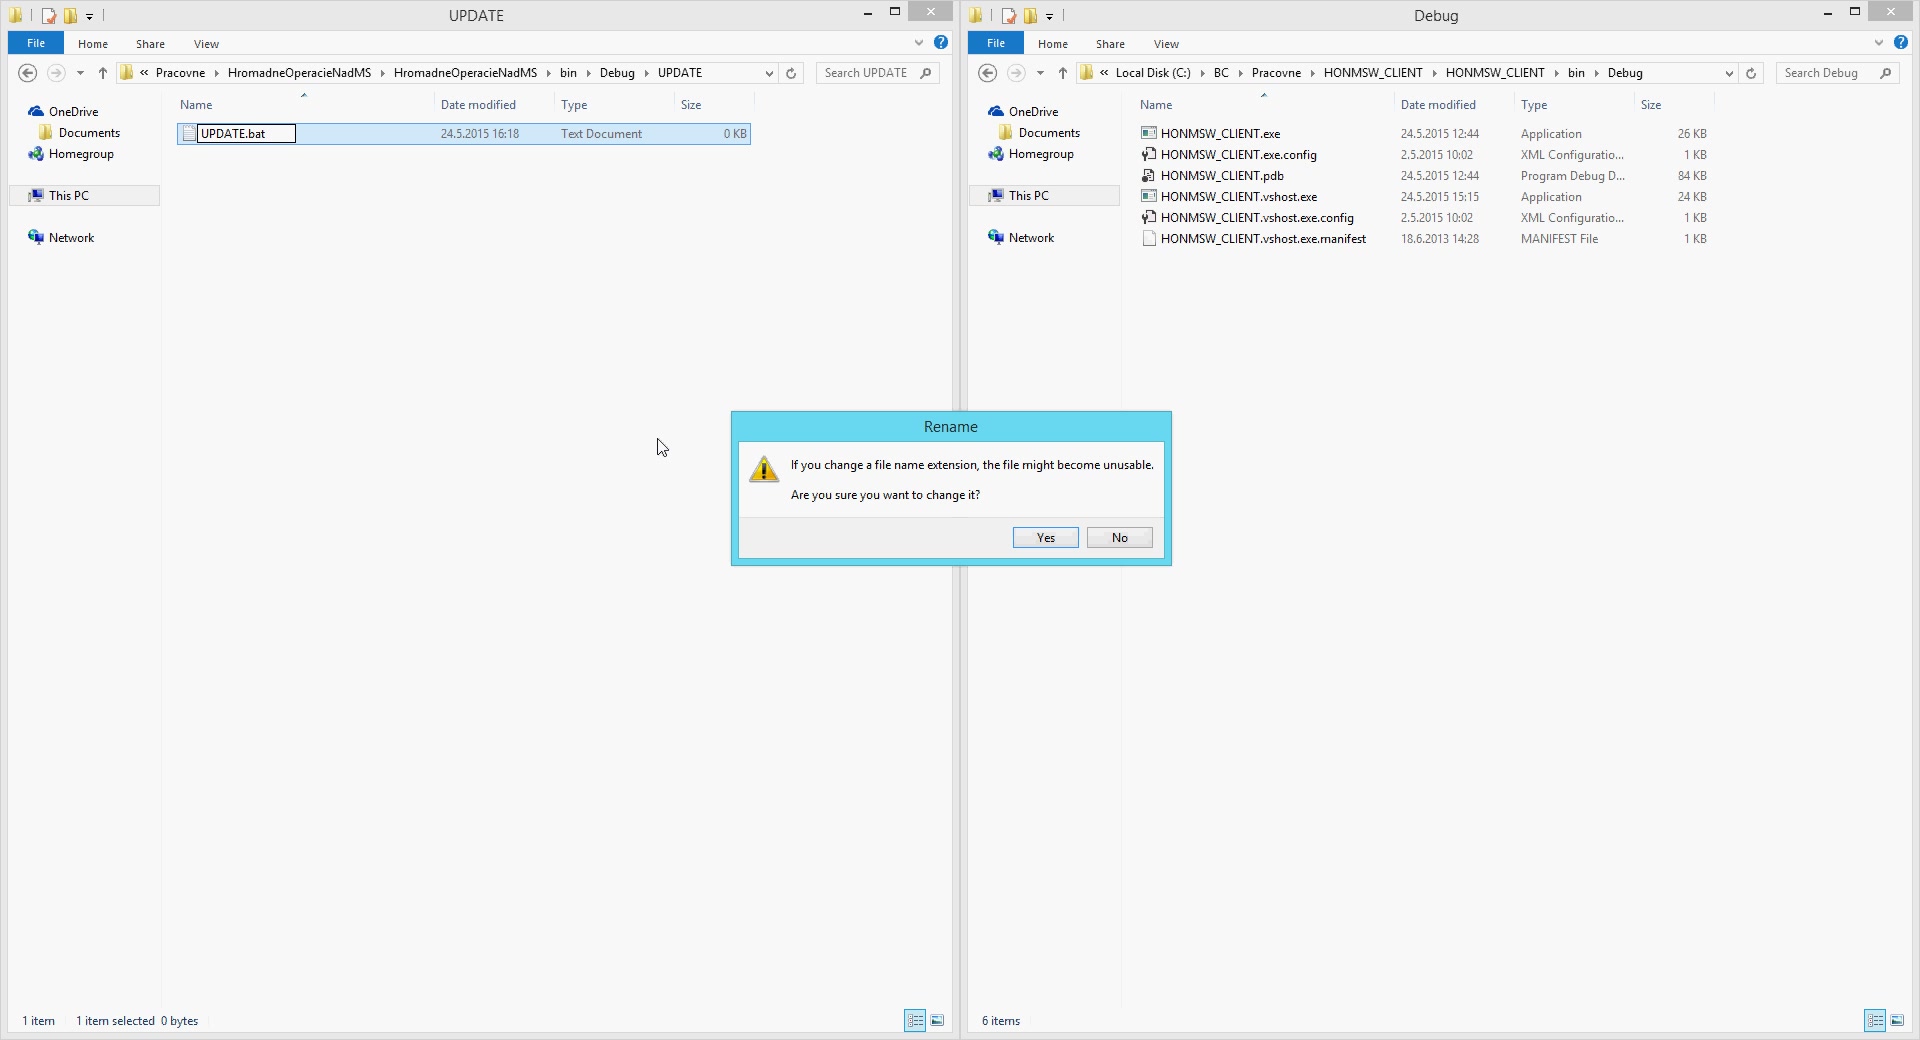 UPDATE
File Home Share View
« Pracovne HromadneOperacieNadMS HromadneOperacieNadMS bin Debug UPDATE
Search UPDATE
OneDrive
Documents
Homegroup
This PC
Network
Name Date modified Type Size
UPDATE.bat 24.5.2015 16:18 Text Document 0 KB
1 item 1 item selected 0 bytes
Debug
File Home Share View
« Local Disk (C:) BC Pracovne HONMSW_CLIENT HONMSW_CLIENT bin Debug
Search Debug
OneDrive
Documents
Homegroup
This PC
Network
Name Date modified Type Size
HONMSW_CLIENT.exe 24.5.2015 12:44 Application 26 KB
HONMSW_CLIENT.exe.config 2.5.2015 10:02 XML Configuratio... 1 KB
HONMSW_CLIENT.pdb 24.5.2015 12:44 Program Debug D... 84 KB
HONMSW_CLIENT.vshost.exe 24.5.2015 15:15 Application 24 KB
HONMSW_CLIENT.vshost.exe.config 2.5.2015 10:02 XML Configuratio... 1 KB
HONMSW_CLIENT.vshost.exe.manifest 18.6.2013 14:28 MANIFEST File 1 KB
6 items
Rename
If you change a file name extension, the file might become unusable.
Are you sure you want to change it?
Yes No